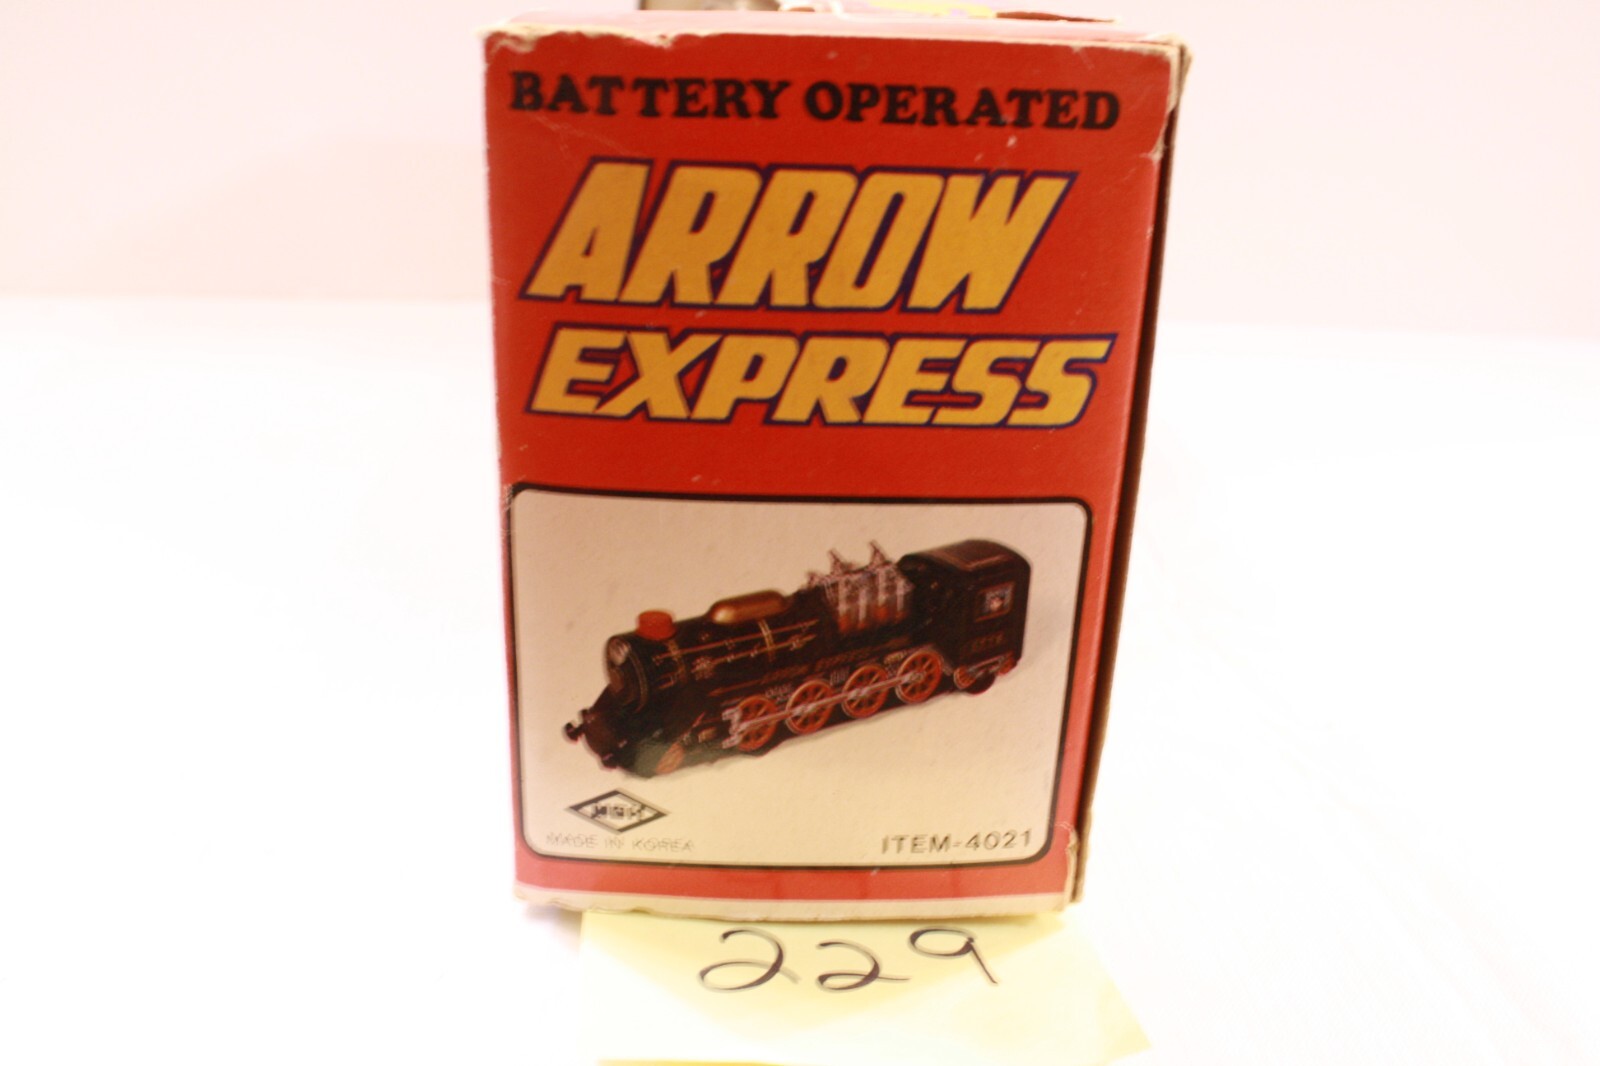 BATTERY OPERATED
ARROW
EXPRESS
MADE IN KOREA
ITEM-4021
229